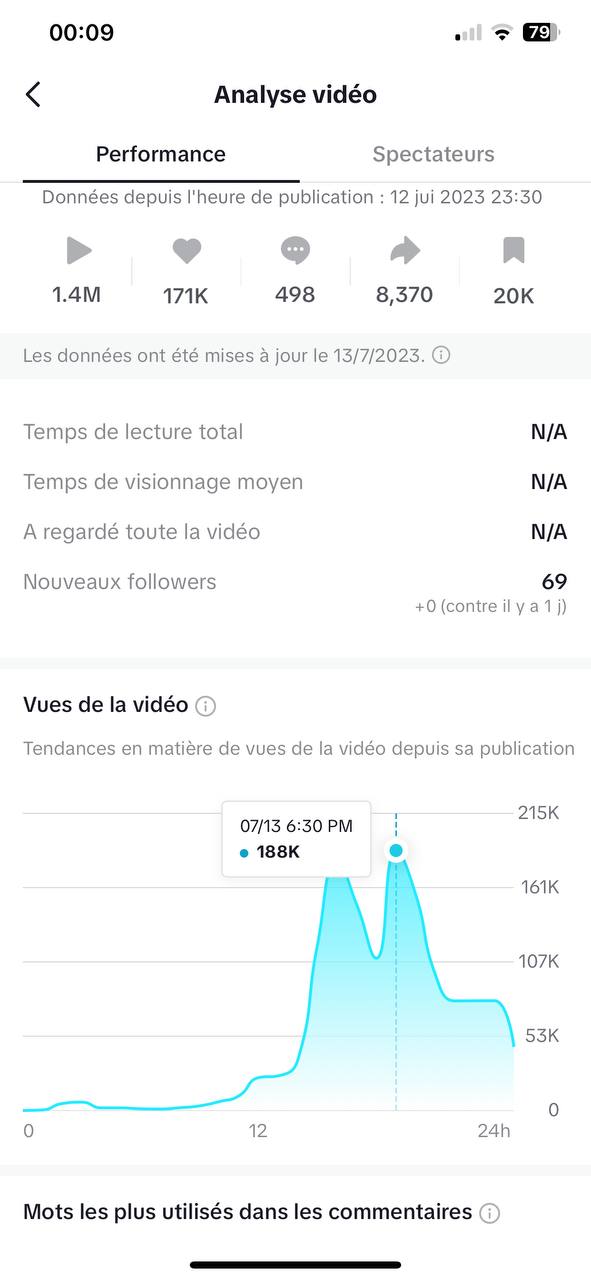 00:09
79
Analyse vidéo
Performance
Spectateurs
Données depuis l'heure de publication : 12 jui 2023 23:30
1.4M
171K
498
8,370
20K
Les données ont été mises à jour le 13/7/2023.
Temps de lecture total
N/A
Temps de visionnage moyen
N/A
A regardé toute la vidéo
N/A
Nouveaux followers
69
+0 (contre il y a 1 j)
Vues de la vidéo
Tendances en matière de vues de la vidéo depuis sa publication
215K
07/13 6:30 PM
188K
161K
107K
53K
0
0
12
24h
Mots les plus utilisés dans les commentaires